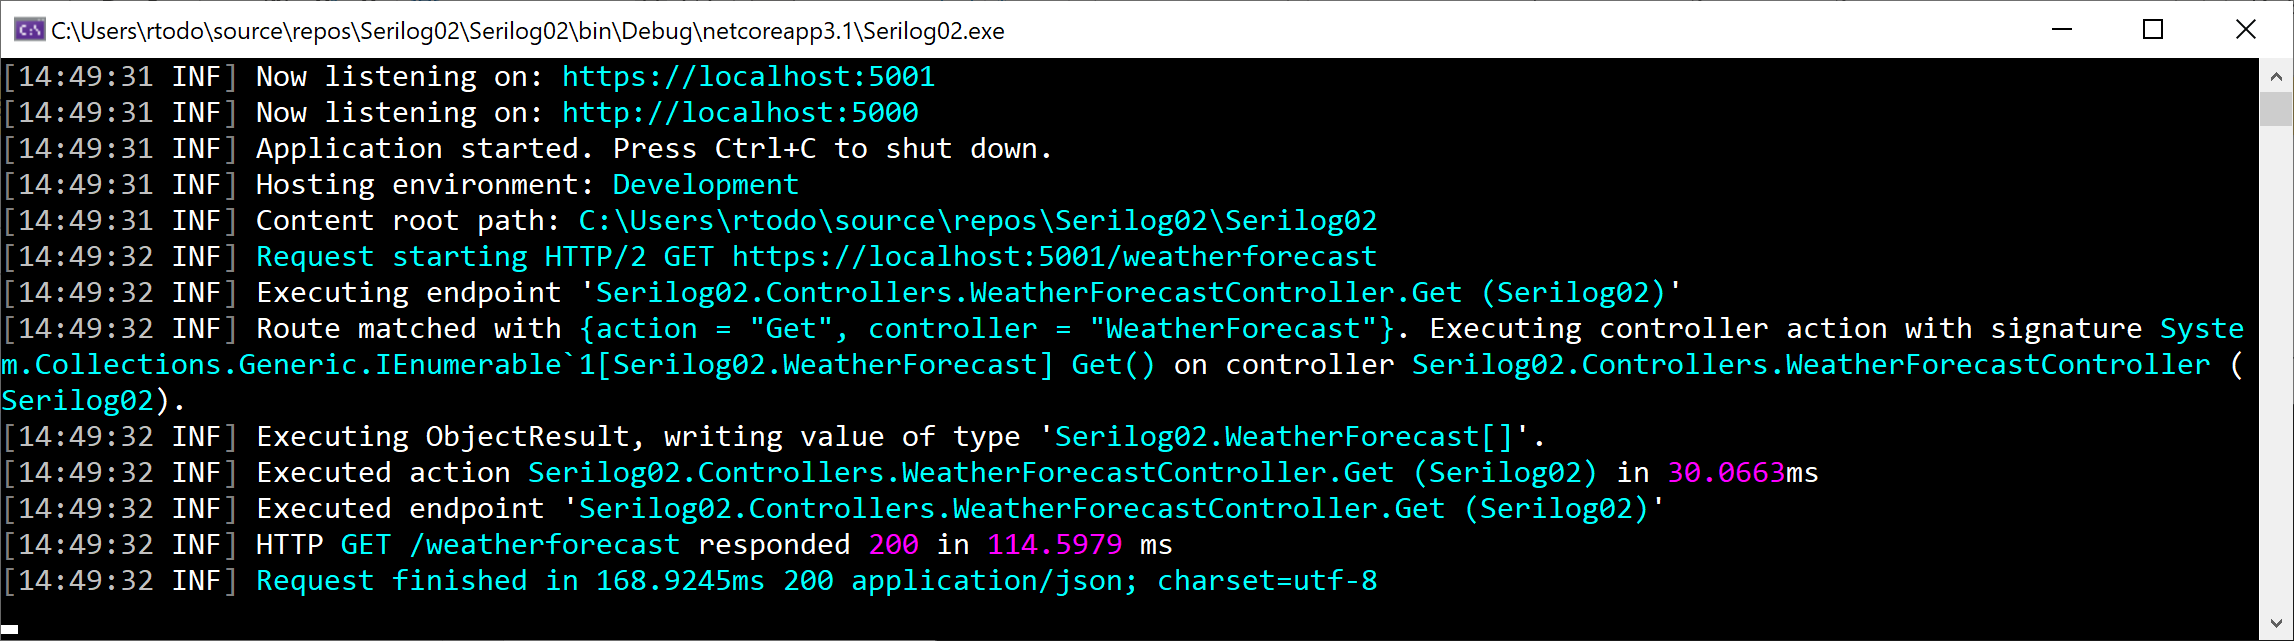 C:\Users\rtodo\source\repos\Serilog02\Serilog02\bin\Debug\netcoreapp3.1\Serilog02.exe
[14:49:31 INF] Now listening on: https://localhost:5001
[14:49:31 INF] Now listening on: http://localhost:5000
[14:49:31 INF] Application started. Press Ctrl+C to shut down.
[14:49:31 INF] Hosting environment: Development
[14:49:31 INF] Content root path: C:\Users\rtodo\source\repos\Serilog02\Serilog02
[14:49:32 INF] Request starting HTTP/2 GET https://localhost:5001/weatherforecast
[14:49:32 INF] Executing endpoint 'Serilog02.Controllers.WeatherForecastController.Get (Serilog02)'
[14:49:32 INF] Route matched with {action = "Get", controller = "WeatherForecast"}. Executing controller action with signature Syste
m.Collections.Generic.IEnumerable`1[Serilog02.WeatherForecast] Get() on controller Serilog02.Controllers.WeatherForecastController (
Serilog02).
[14:49:32 INF] Executing ObjectResult, writing value of type 'Serilog02.WeatherForecast[]'.
[14:49:32 INF] Executed action Serilog02.Controllers.WeatherForecastController.Get (Serilog02) in 30.0663ms
[14:49:32 INF] Executed endpoint 'Serilog02.Controllers.WeatherForecastController.Get (Serilog02)'
[14:49:32 INF] HTTP GET /weatherforecast responded 200 in 114.5979 ms
[14:49:32 INF] Request finished in 168.9245ms 200 application/json; charset=utf-8